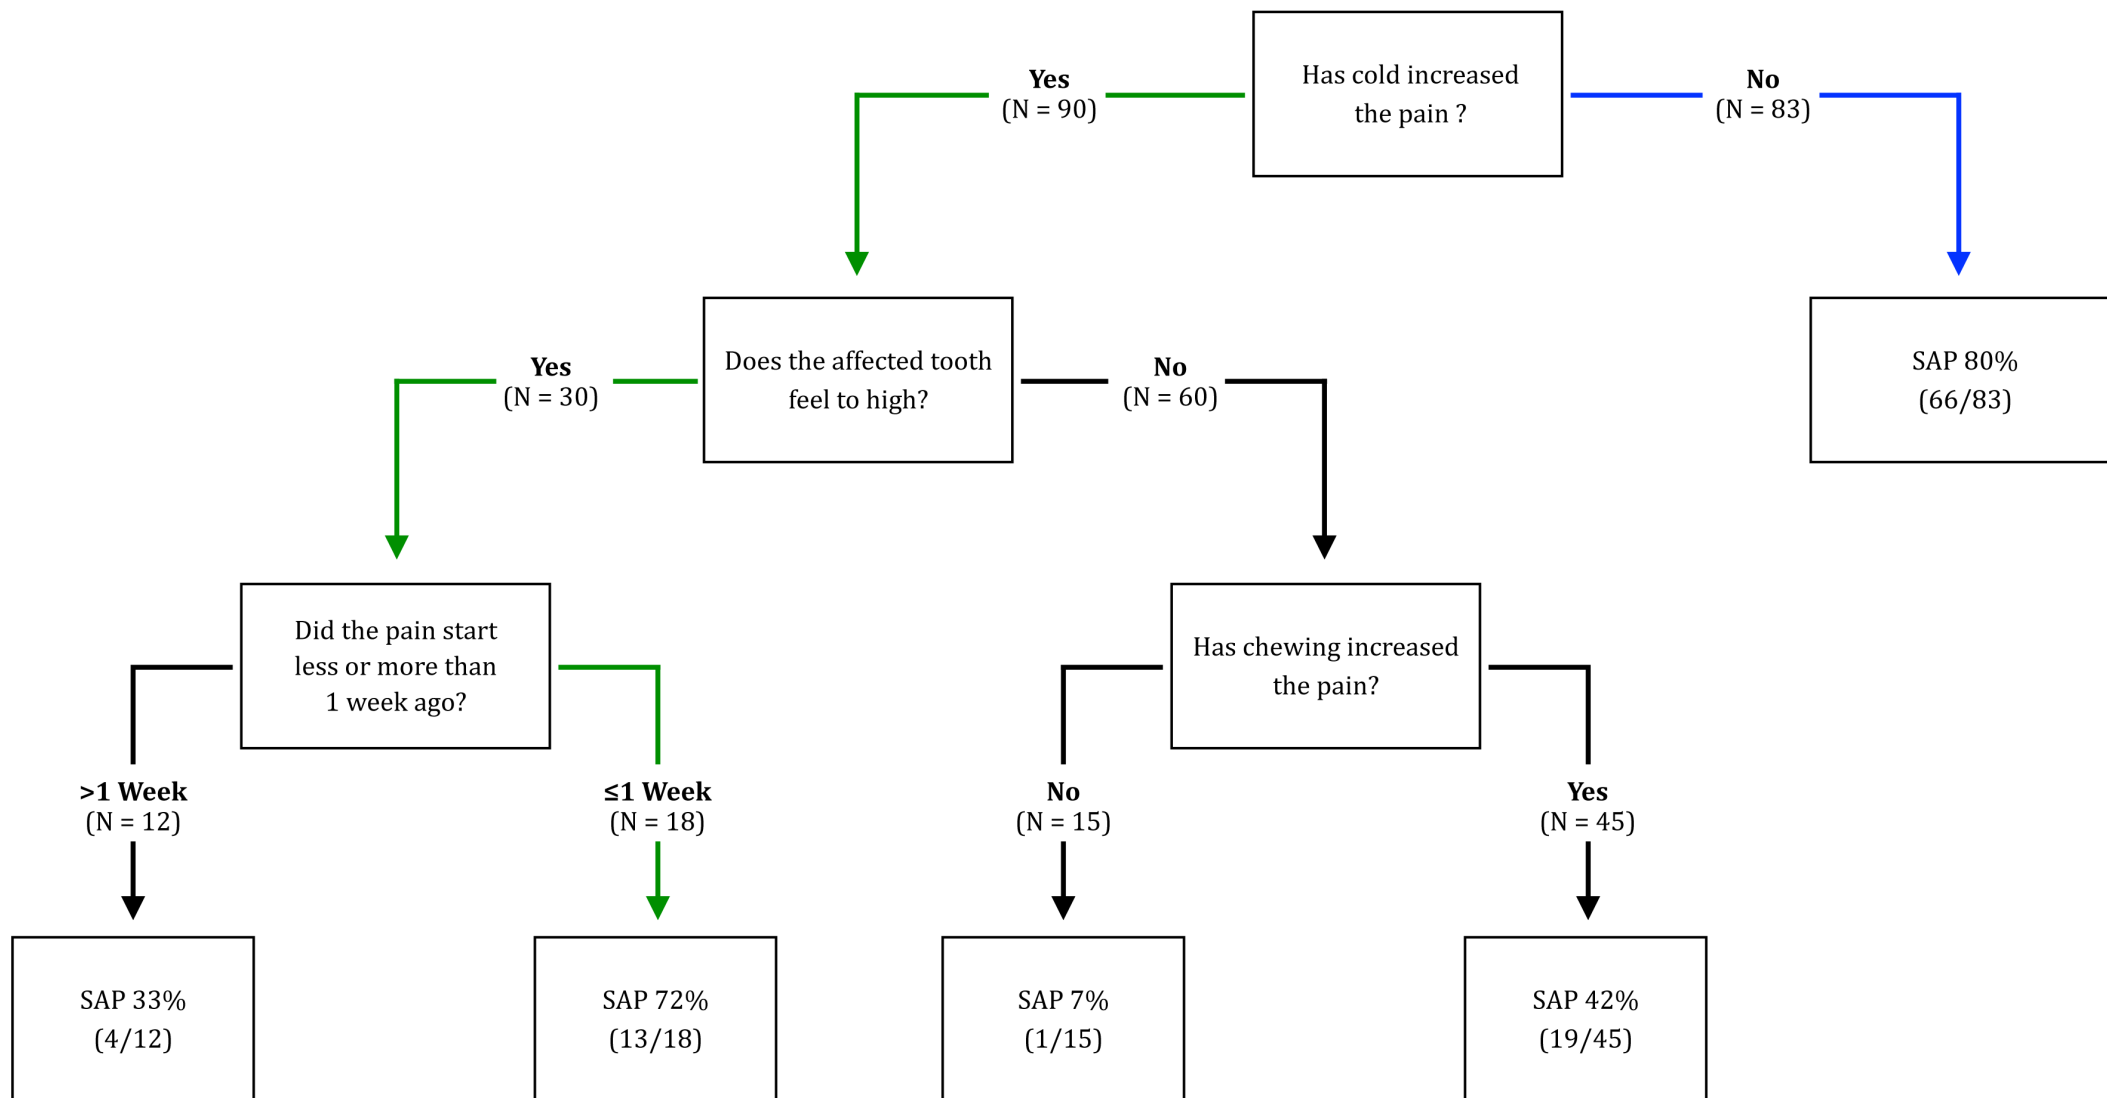 Has cold increased
the pain ?
Yes
(N = 90)
No
(N = 83)
Does the affected tooth
feel to high?
SAP 80%
(66/83)
Yes
(N = 30)
No
(N = 60)
Did the pain start
less or more than
1 week ago?
Has chewing increased
the pain?
>1 Week
(N = 12)
≤1 Week
(N = 18)
No
(N = 15)
Yes
(N = 45)
SAP 33%
(4/12)
SAP 72%
(13/18)
SAP 7%
(1/15)
SAP 42%
(19/45)